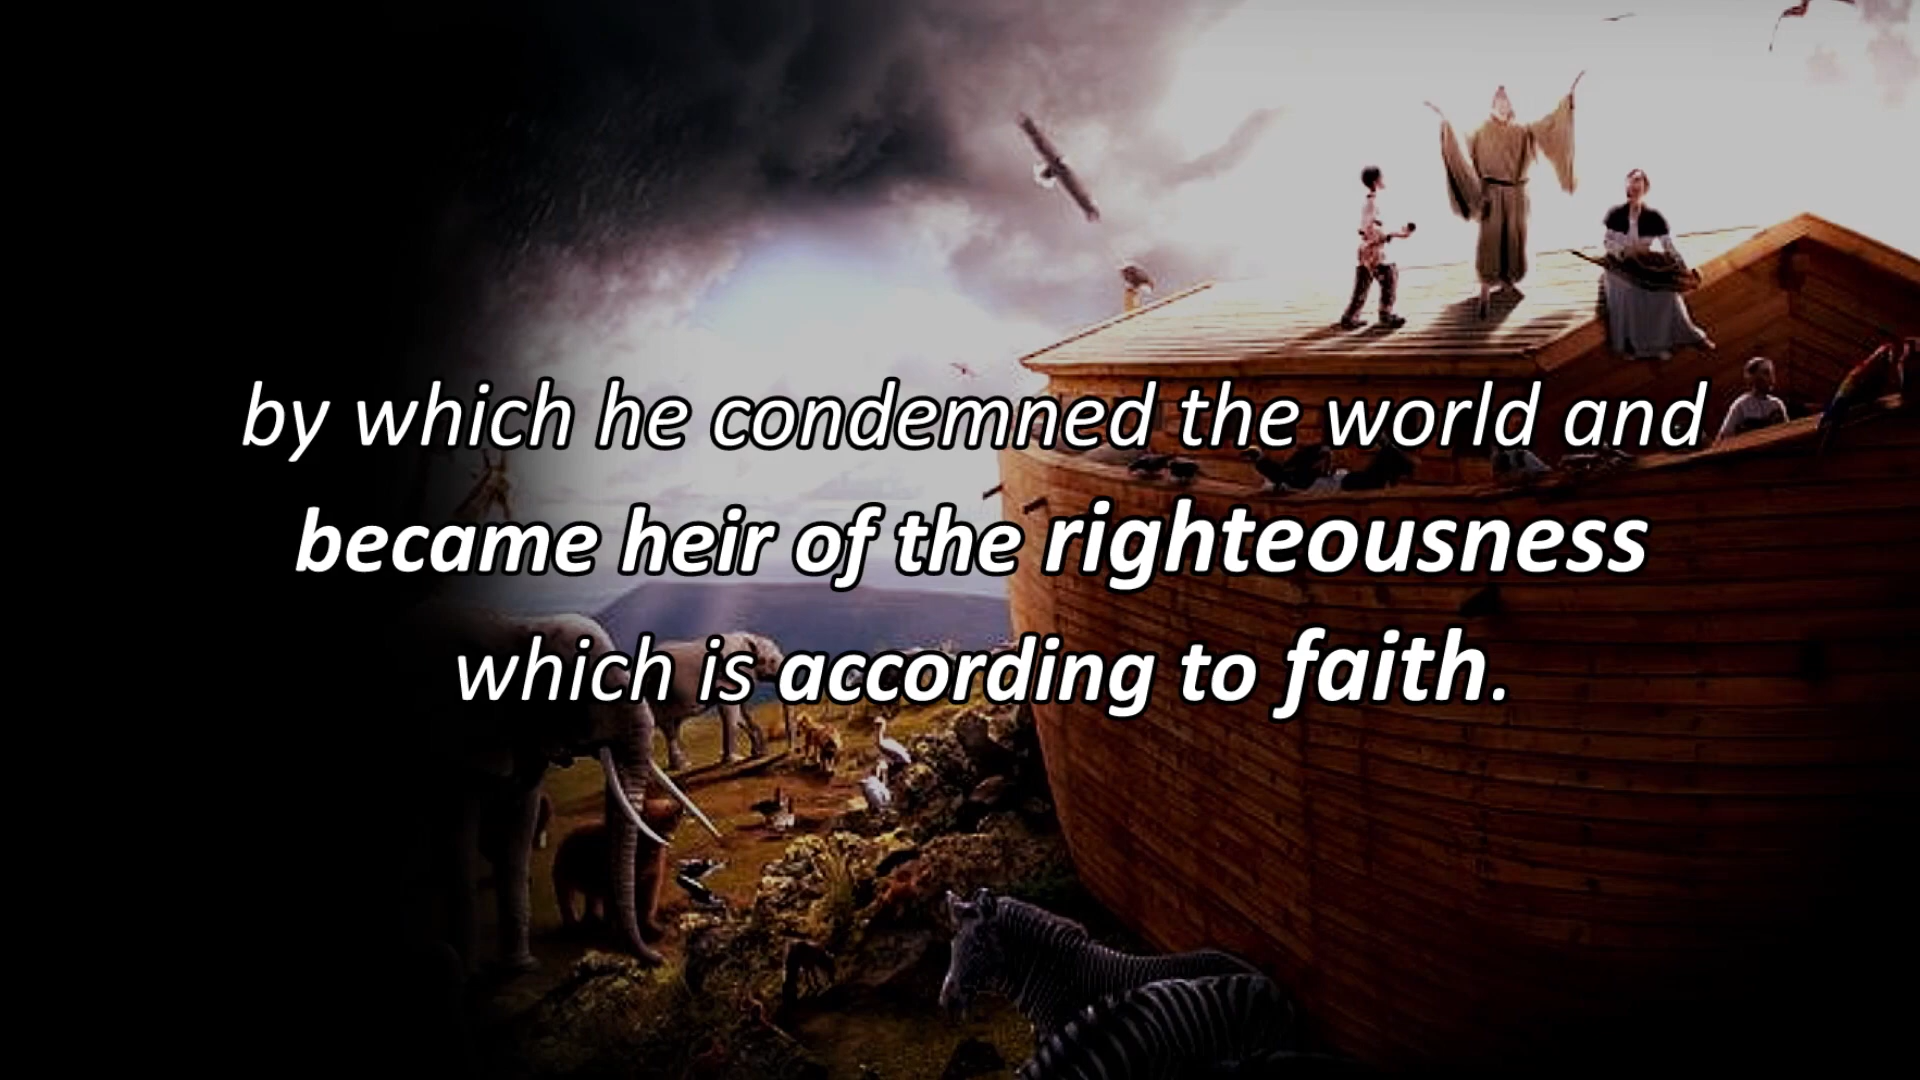 by which he condemned the world and
became heir of the righteousness
which is according to faith.